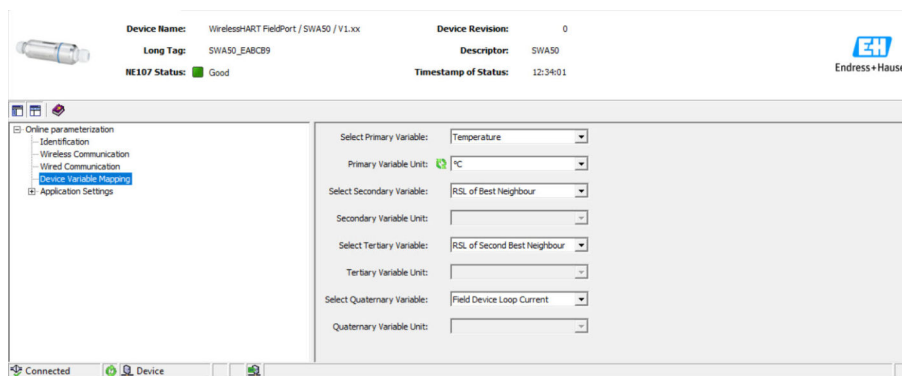 Device Name: WirelessHART FieldPort / SWA50 / V1.xx Device Revision: 0
Long Tag: SWA50_EABCB9 Descriptor: SWA50
NE107 Status: Good Timestamp of Status: 12:34:01
EH
Endress+Hause
Online parameterization
Identification
Wireless Communication
Wired Communication
Device Variable Mapping
Application Settings
Select Primary Variable: Temperature
Primary Variable Unit: °C
Select Secondary Variable: RSL of Best Neighbour
Secondary Variable Unit:
Select Tertiary Variable: RSL of Second Best Neighbour
Tertiary Variable Unit:
Select Quaternary Variable: Field Device Loop Current
Quaternary Variable Unit:
Connected Device